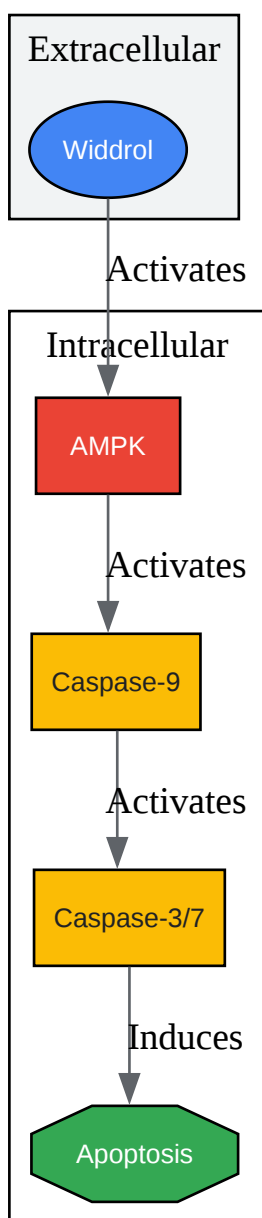 Extracellular
Widdrol
Activates
Intracellular
AMPK
Activates
Caspase-9
Activates
Caspase-3/7
Induces
Apoptosis